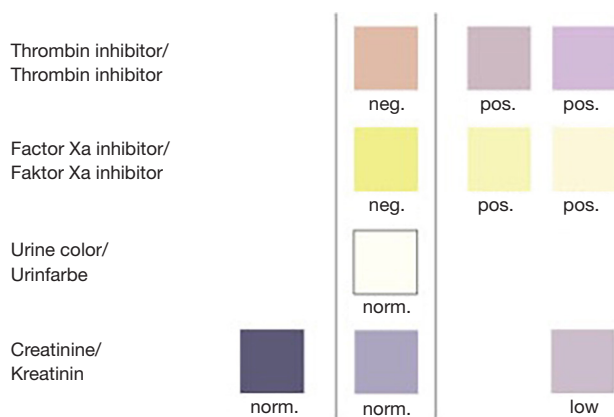 Thrombin inhibitor/
Thrombin inhibitor
neg. pos. pos.
Factor Xa inhibitor/
Faktor Xa inhibitor
neg. pos. pos.
Urine color/
Urinfarbe
norm.
Creatinine/
Kreatinin
norm. norm. low